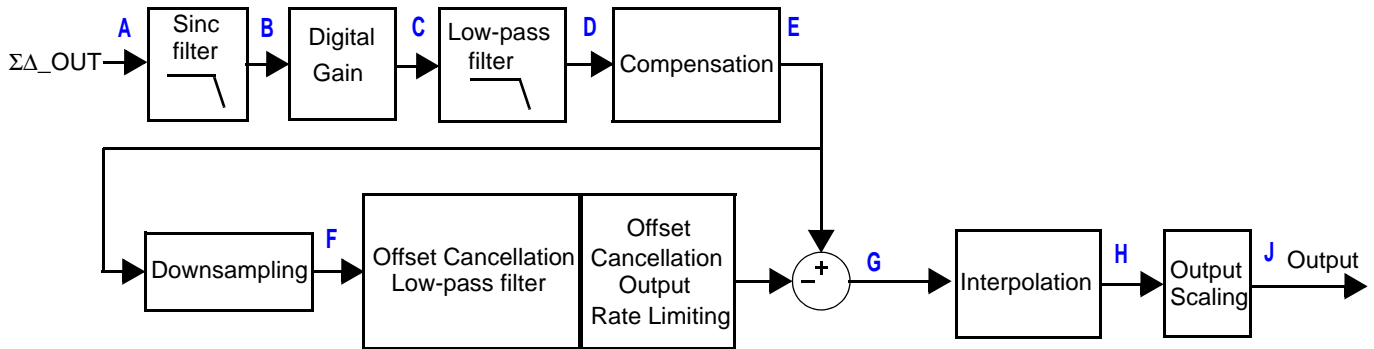 A
Sinc
filter
B
Digital
Gain
C
Low-pass
filter
D
Compensation
E
ΣΔ_OUT
Downsampling
F
Offset Cancellation
Low-pass filter
Offset
Cancellation
Output
Rate Limiting
+
−
G
Interpolation
H
Output
Scaling
J
Output